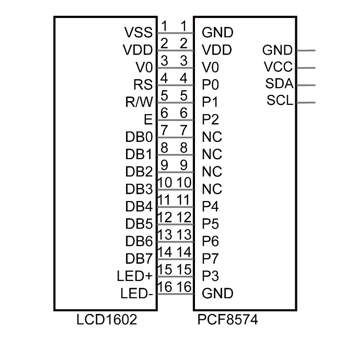 VSS 1 1 GND
VDD 2 2 VDD GND
V0 3 3 V0 VCC
RS 4 4 P0 SDA
R/W 5 5 P1 SCL
E 6 6 P2
DB0 7 7 NC
DB1 8 8 NC
DB2 9 9 NC
DB3 10 10 NC
DB4 11 11 P4
DB5 12 12 P5
DB6 13 13 P6
DB7 14 14 P7
LED+ 15 15 P3
LED- 16 16 GND
LCD1602 PCF8574